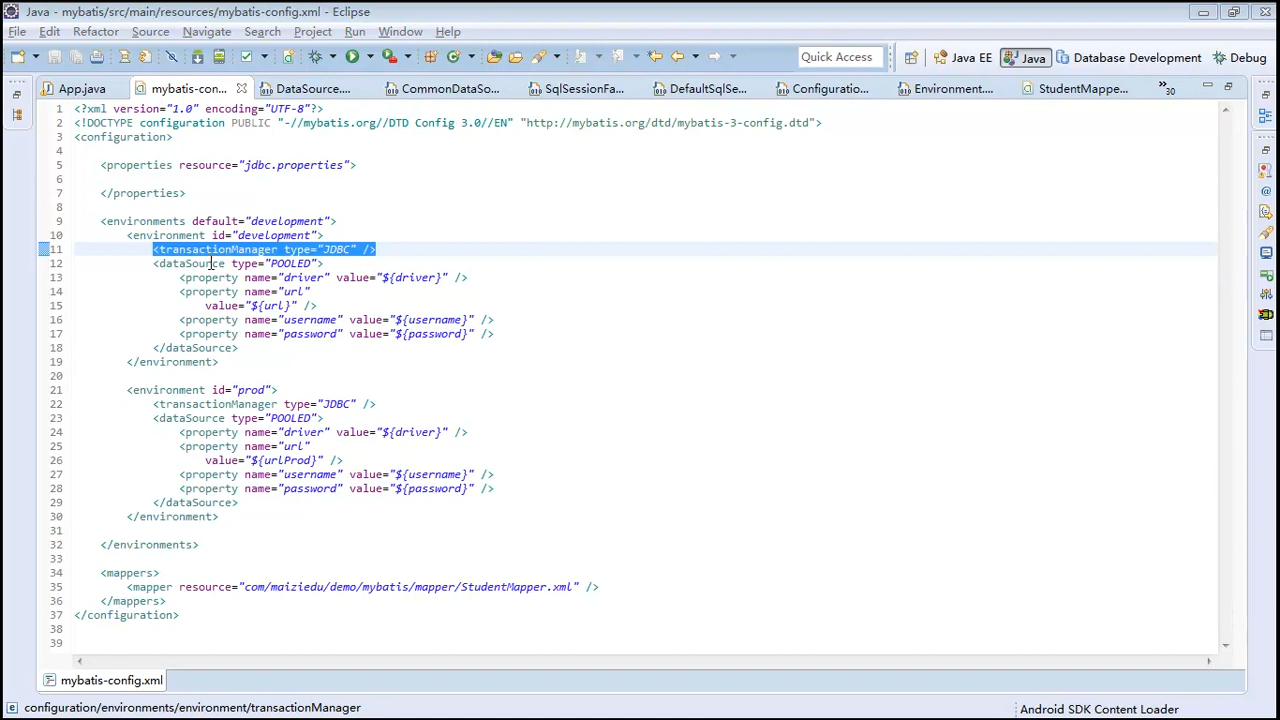 Java - mybatis/src/main/resources/mybatis-config.xml - Eclipse
File Edit Refactor Source Navigate Search Project Run Window Help
Quick Access Java EE Java Database Development Debug
App.java mybatis-con... DataSource.... CommonDataSo... SqlSessionFa... DefaultSqlSe... Configuratio... Environment.... StudentMappe... »30
1 <?xml version="1.0" encoding="UTF-8"?>
2 <!DOCTYPE configuration PUBLIC "-//mybatis.org//DTD Config 3.0//EN" "http://mybatis.org/dtd/mybatis-3-config.dtd">
3 <configuration>
4
5 <properties resource="jdbc.properties">
6
7 </properties>
8
9 <environments default="development">
10 <environment id="development">
11 <transactionManager type="JDBC" />
12 <dataSource type="POOLED">
13 <property name="driver" value="${driver}" />
14 <property name="url"
15 value="${url}" />
16 <property name="username" value="${username}" />
17 <property name="password" value="${password}" />
18 </dataSource>
19 </environment>
20
21 <environment id="prod">
22 <transactionManager type="JDBC" />
23 <dataSource type="POOLED">
24 <property name="driver" value="${driver}" />
25 <property name="url"
26 value="${urlProd}" />
27 <property name="username" value="${username}" />
28 <property name="password" value="${password}" />
29 </dataSource>
30 </environment>
31
32 </environments>
33
34 <mappers>
35 <mapper resource="com/maiziedu/demo/mybatis/mapper/StudentMapper.xml" />
36 </mappers>
37 </configuration>
38
39
mybatis-config.xml
configuration/environments/environment/transactionManager Android SDK Content Loader